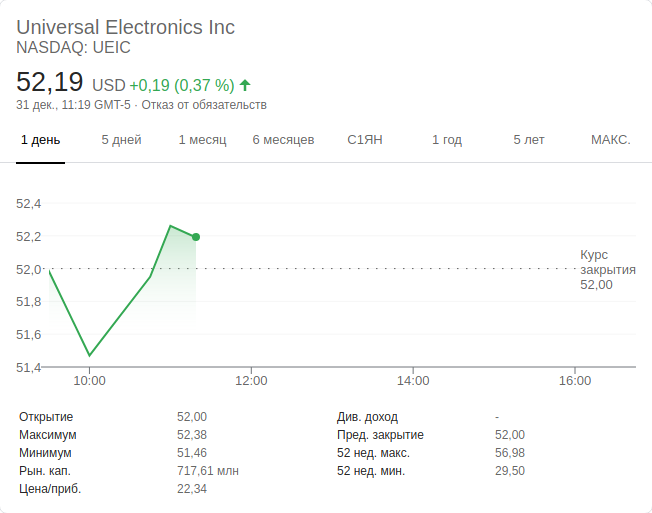 Universal Electronics Inc
NASDAQ: UEIC
52,19 USD +0,19 (0,37 %)
31 дек., 11:19 GMT-5 · Отказ от обязательств
1 день 5 дней 1 месяц 6 месяцев С1ЯН 1 год 5 лет МАКС.
52,4
52,2
52,0
51,8
51,6
51,4
Курс
закрытия
52,00
10:00 12:00 14:00 16:00
Открытие 52,00
Максимум 52,38
Минимум 51,46
Рын. кап. 717,61 млн
Цена/приб. 22,34
Див. доход -
Пред. закрытие 52,00
52 нед. макс. 56,98
52 нед. мин. 29,50